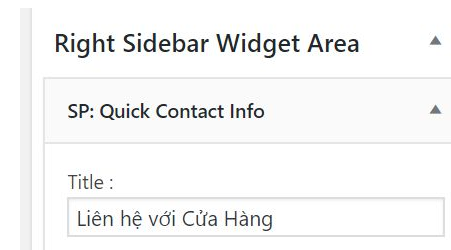 Right Sidebar Widget Area
SP: Quick Contact Info
Title :
Liên hệ với Cửa Hàng